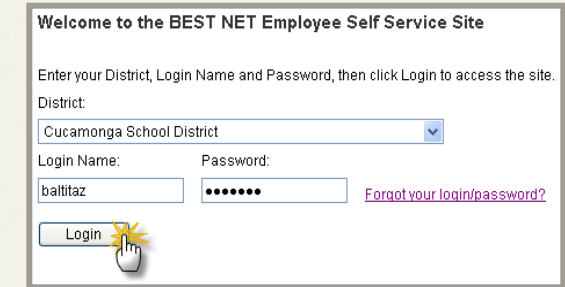 Welcome to the BEST NET Employee Self Service Site
Enter your District, Login Name and Password, then click Login to access the site.
District:
Cucamonga School District
Login Name: Password:
baltitaz ●●●●●●● Forgot your login/password?
Login